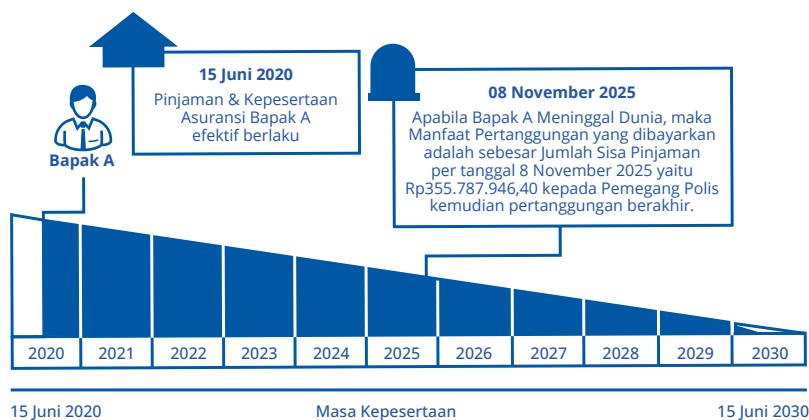 15 Juni 2020
Pinjaman & Kepesertaan
Asuransi Bapak A
efektif berlaku
08 November 2025
Apabila Bapak A Meninggal Dunia, maka
Manfaat Pertanggungan yang dibayarkan
adalah sebesar Jumlah Sisa Pinjaman
per tanggal 8 November 2025 yaitu
Rp355.787.946,40 kepada Pemegang Polis
kemudian pertanggungan berakhir.
Bapak A
2020 2021 2022 2023 2024 2025 2026 2027 2028 2029 2030
15 Juni 2020 Masa Kepesertaan 15 Juni 2030